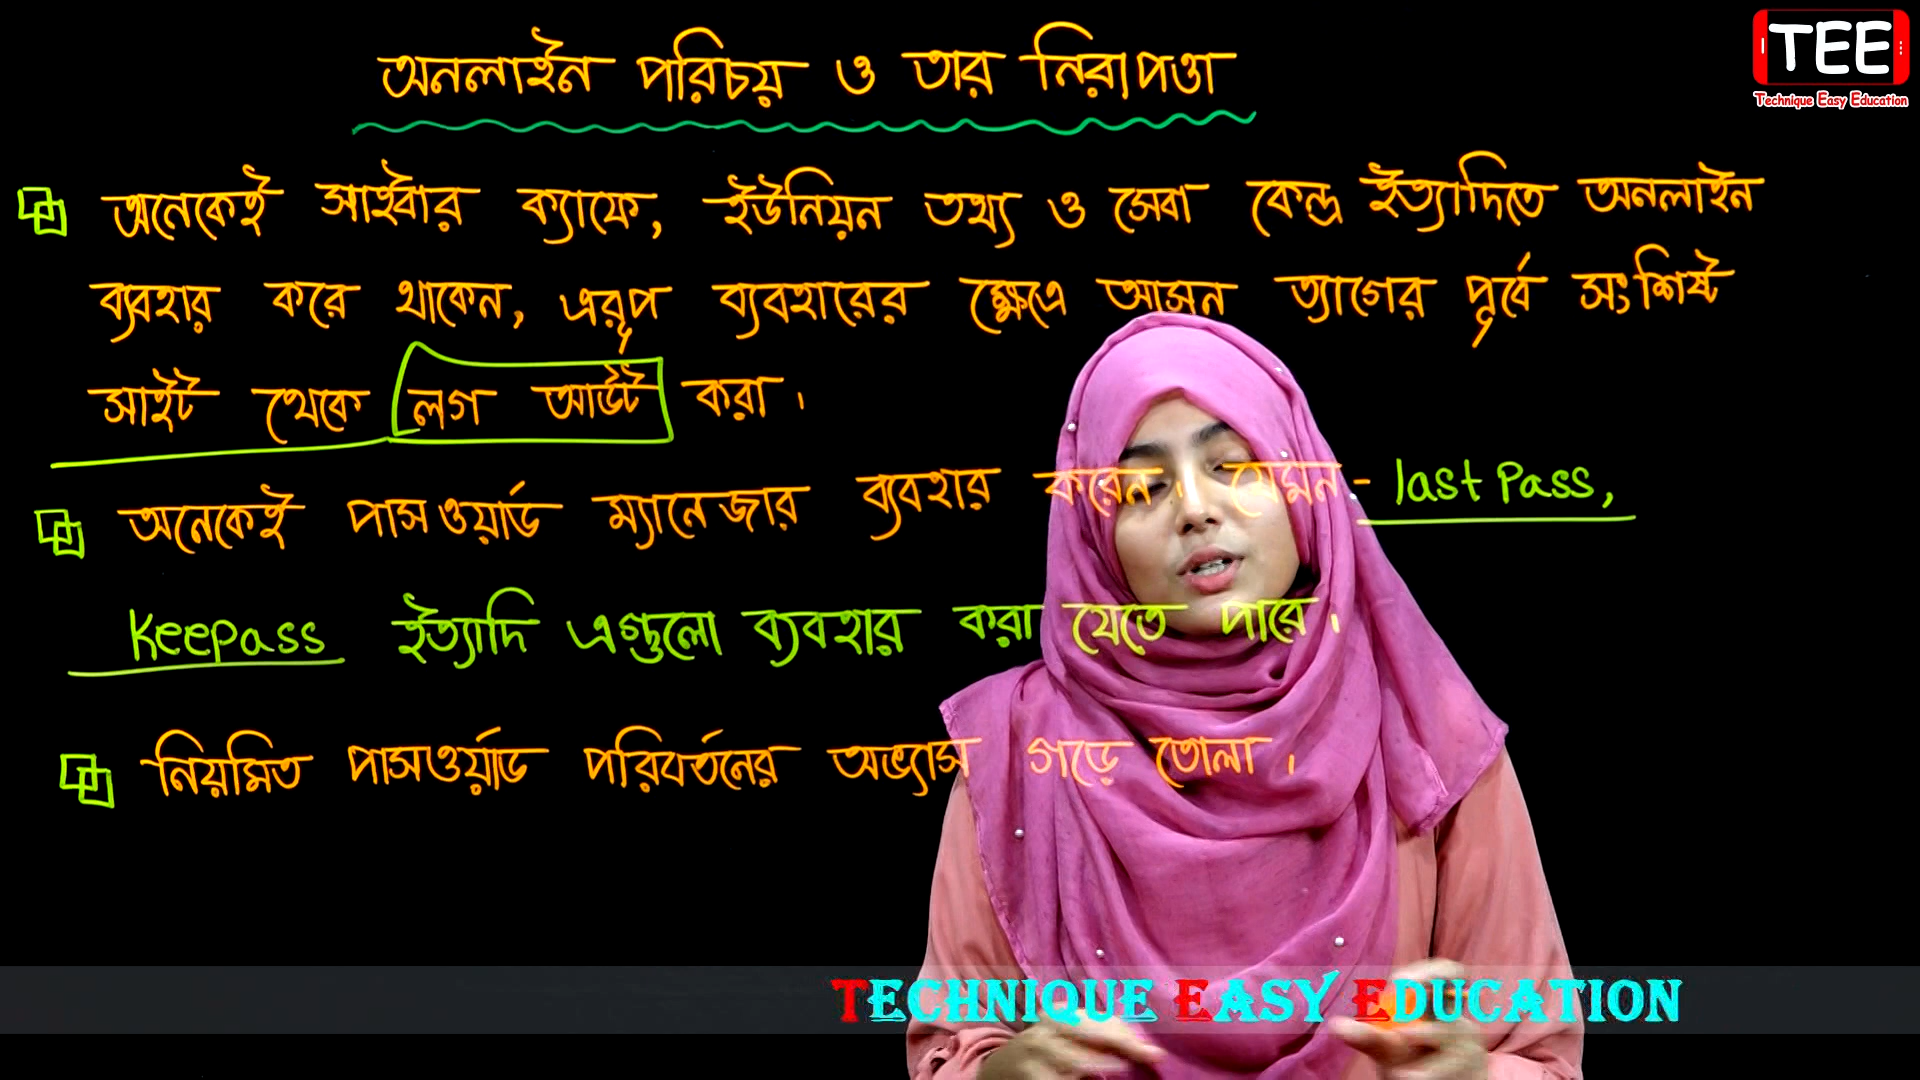 TEE
Technique Easy Education
অনলাইন পরিচয় ও তার নিরাপত্তা
অনেকেই সাইবার ক্যাফে, ইউনিয়ন তথ্য ও সেবা কেন্দ্র ইত্যাদিতে অনলাইন
ব্যবহার করে থাকেন, এরূপ ব্যবহারের ক্ষেত্রে আসন ত্যাগের পূর্বে সংশিষ্ট
সাইট থেকে লগ আউট করা।
অনেকেই পাসওয়ার্ড ম্যানেজার ব্যবহার করেন। যেমন- last Pass,
KeePass ইত্যাদি এগুলো ব্যবহার করা যেতে পারে।
নিয়মিত পাসওয়ার্ড পরিবর্তনের অভ্যাস গড়ে তোলা।
TECHNIQUE EASY EDUCATION